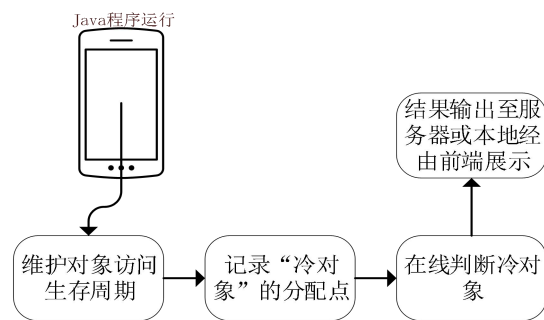 Java程序运行
结果输出至服
务器或本地经
由前端展示
维护对象访问
生存周期
记录“冷对
象”的分配点
在线判断冷对
象